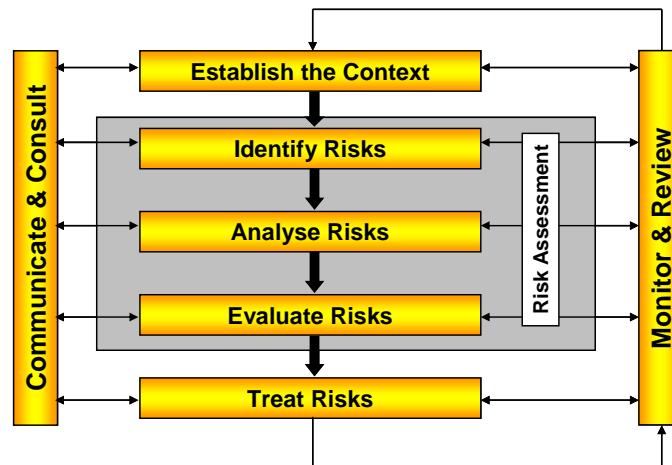 Establish the Context
Identify Risks
Analyse Risks
Evaluate Risks
Treat Risks
Communicate & Consult
Risk Assessment
Monitor & Review